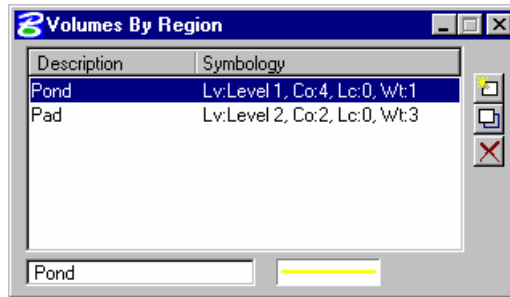 Volumes By Region
Description Symbology
Pond Lv:Level 1, Co:4, Lc:0, Wt:1
Pad Lv:Level 2, Co:2, Lc:0, Wt:3
Pond